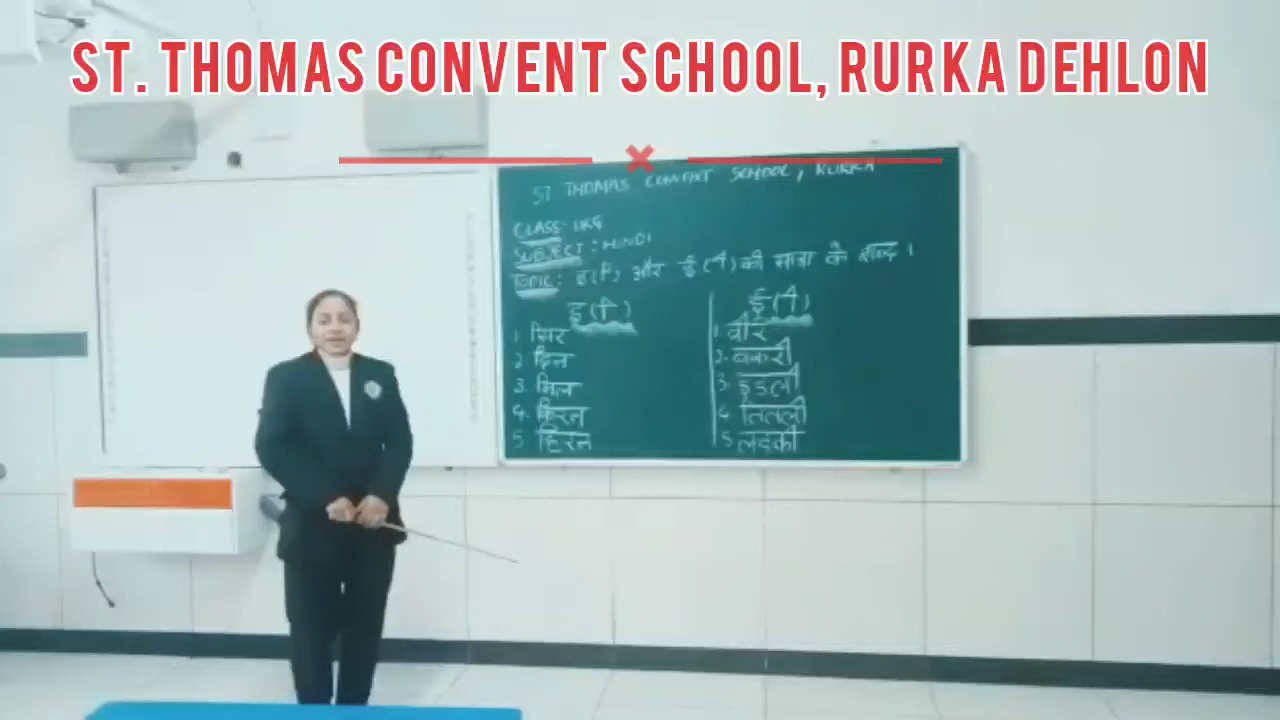 ST. THOMAS CONVENT SCHOOL, RURKA DEHLON
ST THOMAS CONVENT SCHOOL, RURKA
CLASS: UKG
SUBJECT: HINDI
TOPIC: इ(ि) और ई(ी) की मात्रा के शब्द।
इ(ि)
1 सिर
2 दिन
3. मिल
4. किरन
5 हिरन
ई(ी)
1. वीर
2. बकरी
3. इडली
4. तितली
5 लडकी